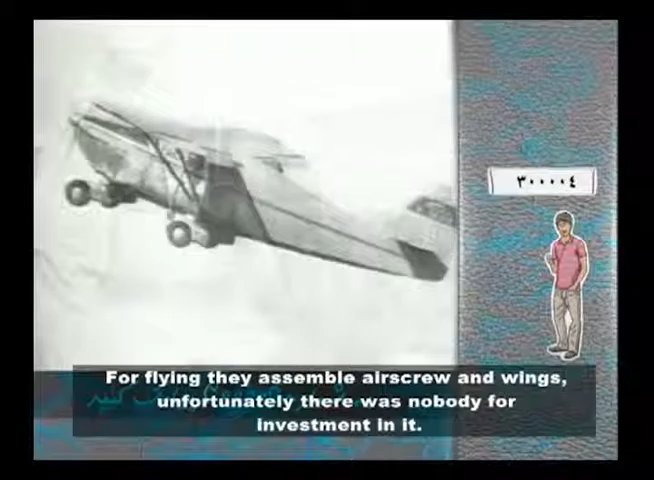 ٣٠٠٠٠٤
For flying they assemble airscrew and wings,
unfortunately there was nobody for
investment in it.